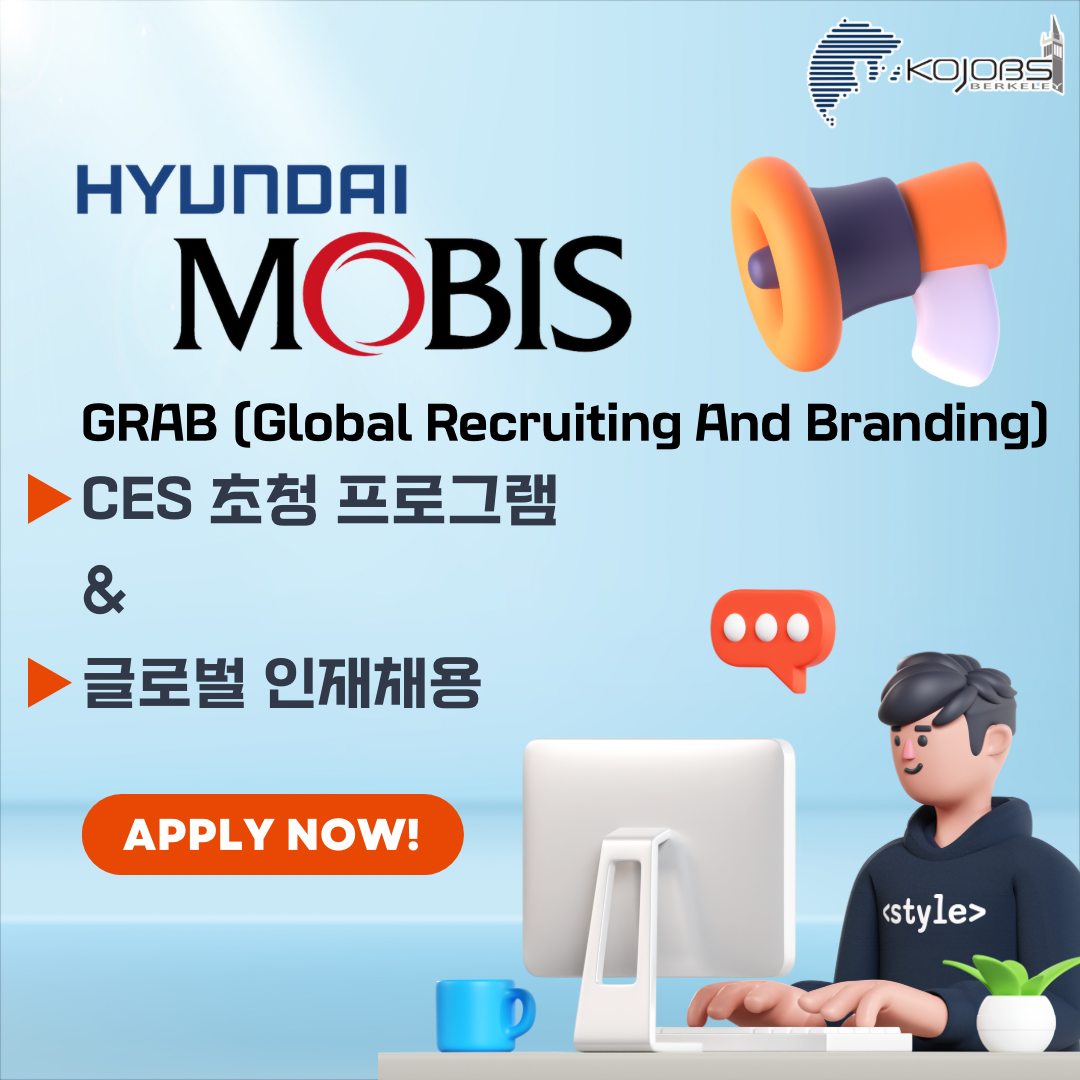 KOJOBS
BERKELEY
HYUNDAI
MOBIS
GRAB (Global Recruiting And Branding)
CES 초청 프로그램
&
글로벌 인재채용
APPLY NOW!
<style>